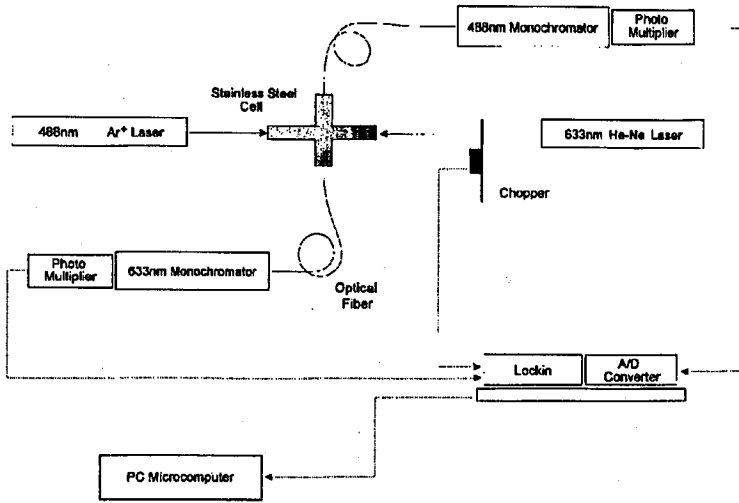 488nm Monochromator
Photo
Multiplier
Stainless Steel
Cell
488nm Ar+ Laser
633nm He-Ne Laser
Chopper
Photo
Multiplier
633nm Monochromator
Optical
Fiber
Lockin
A/D
Converter
PC Microcomputer